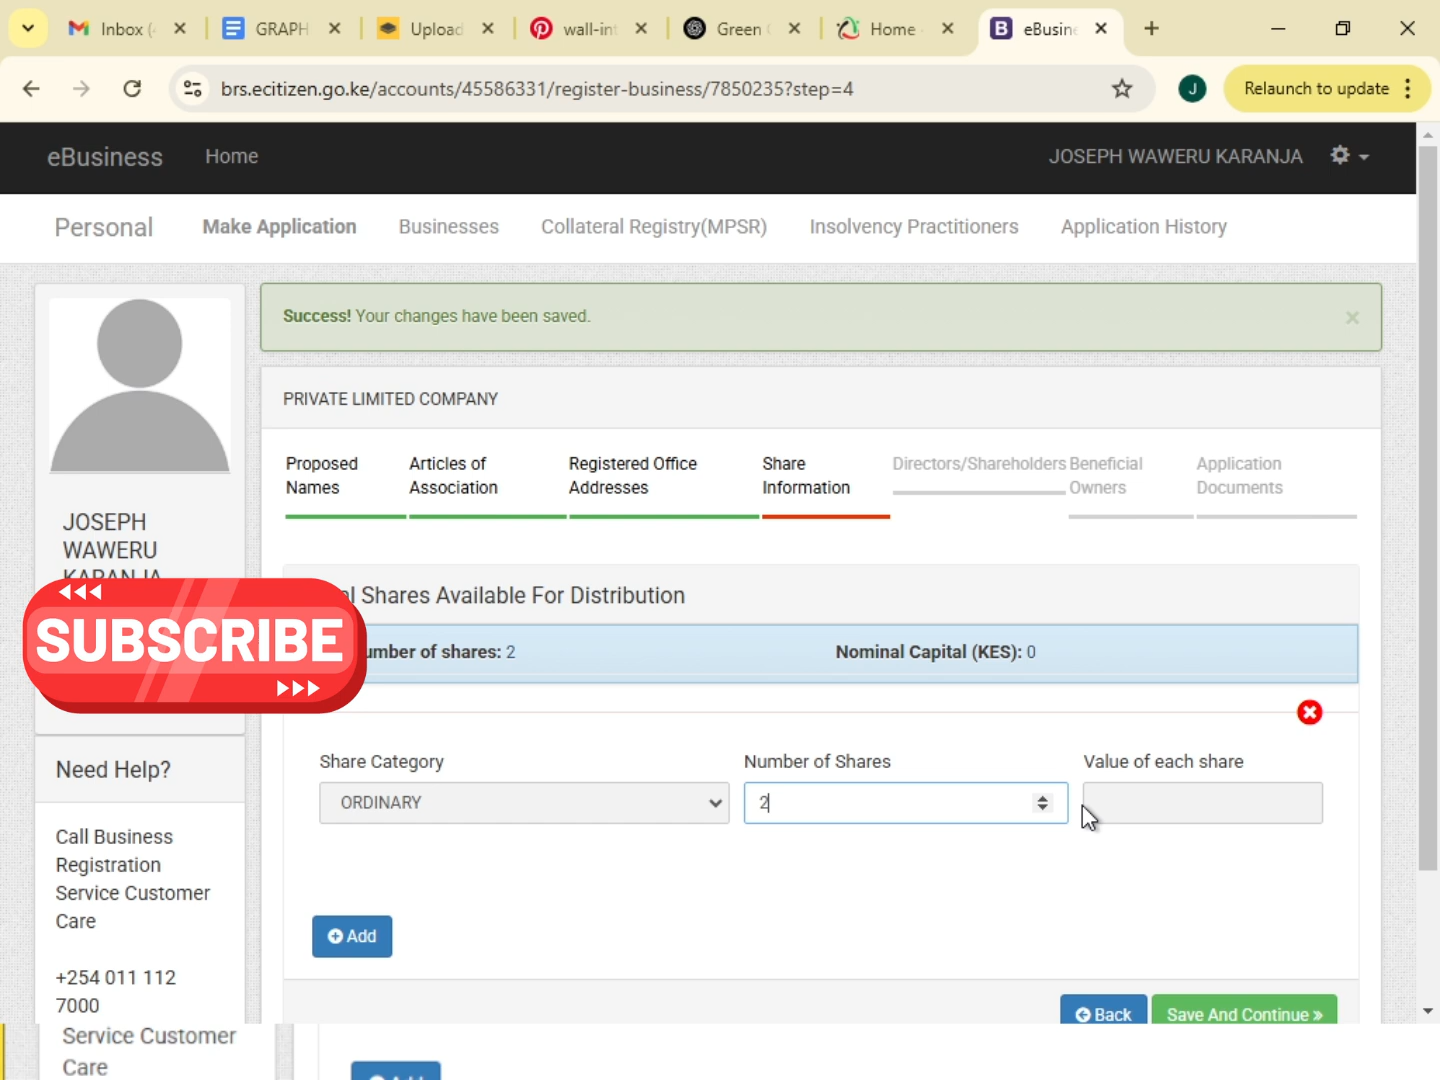 Inbox (
GRAPH
Upload
wall-int
Green
Home
B
eBusin
brs.ecitizen.go.ke/accounts/45586331/register-business/7850235?step=4
J
Relaunch to update
eBusiness
Home
JOSEPH WAWERU KARANJA
Personal
Make Application
Businesses
Collateral Registry(MPSR)
Insolvency Practitioners
Application History
Success! Your changes have been saved.
PRIVATE LIMITED COMPANY
Proposed
Names
Articles of
Association
Registered Office
Addresses
Share
Information
Directors/Shareholders
Beneficial
Owners
Application
Documents
JOSEPH
WAWERU
KARANJA
SUBSCRIBE
Shares Available For Distribution
umber of shares: 2
Nominal Capital (KES): 0
Share Category
Number of Shares
Value of each share
ORDINARY
2
Add
Back
Save And Continue »
Need Help?
Call Business
Registration
Service Customer
Care
+254 011 112
7000
Service Customer
Care